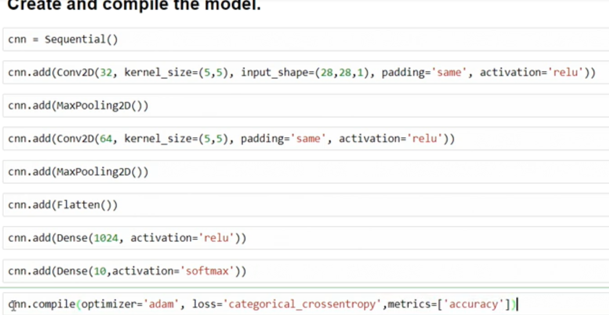 Create and compile the model.
cnn = Sequential()
cnn.add(Conv2D(32, kernel_size=(5,5), input_shape=(28,28,1), padding='same', activation='relu'))
cnn.add(MaxPooling2D())
cnn.add(Conv2D(64, kernel_size=(5,5), padding='same', activation='relu'))
cnn.add(MaxPooling2D())
cnn.add(Flatten())
cnn.add(Dense(1024, activation='relu'))
cnn.add(Dense(10,activation='softmax'))
cnn.compile(optimizer='adam', loss='categorical_crossentropy',metrics=['accuracy'])